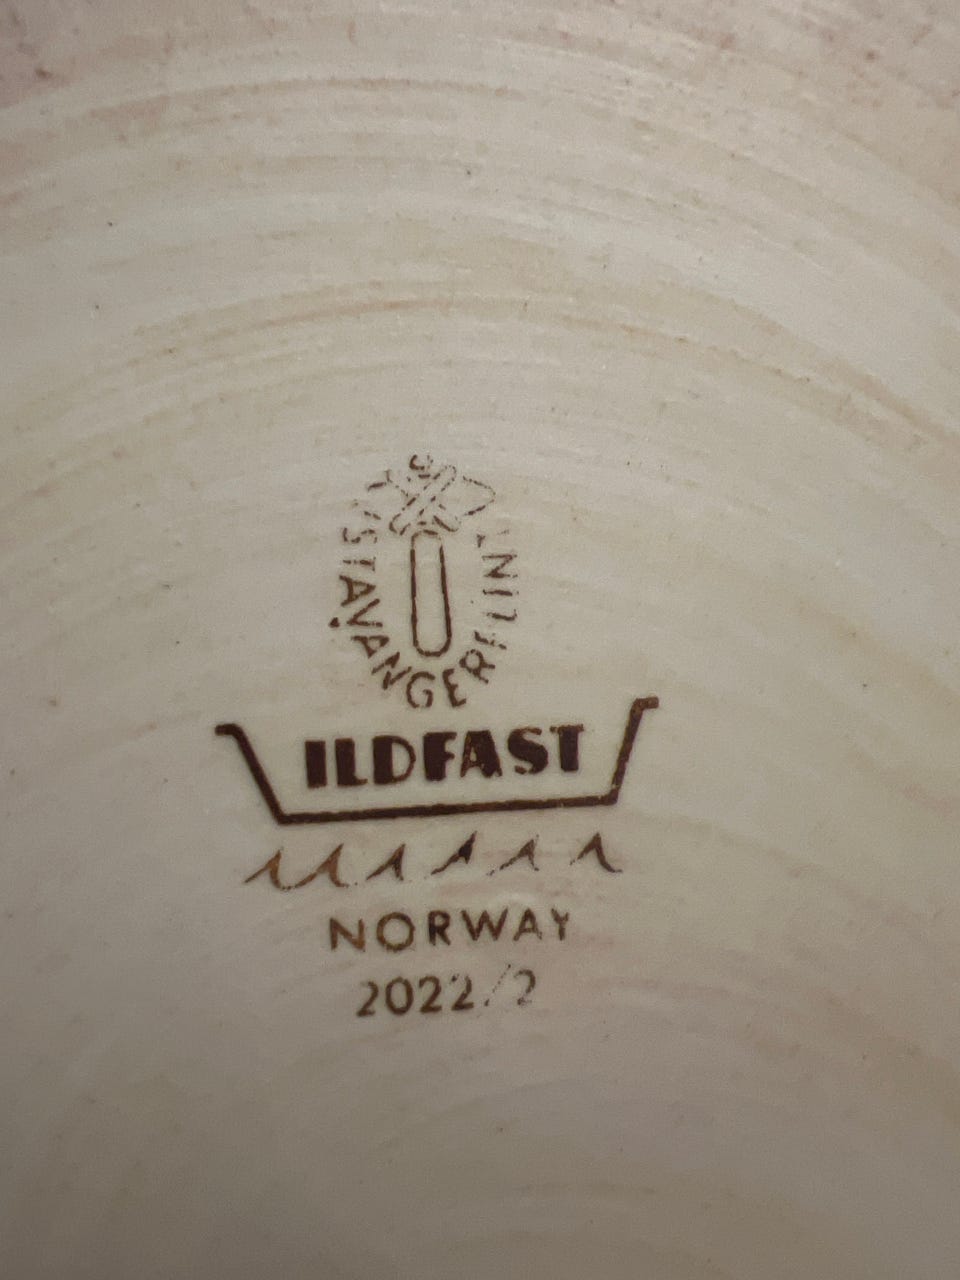 STAVANGERFLINT
ILDFAST
NORWAY
2022/2